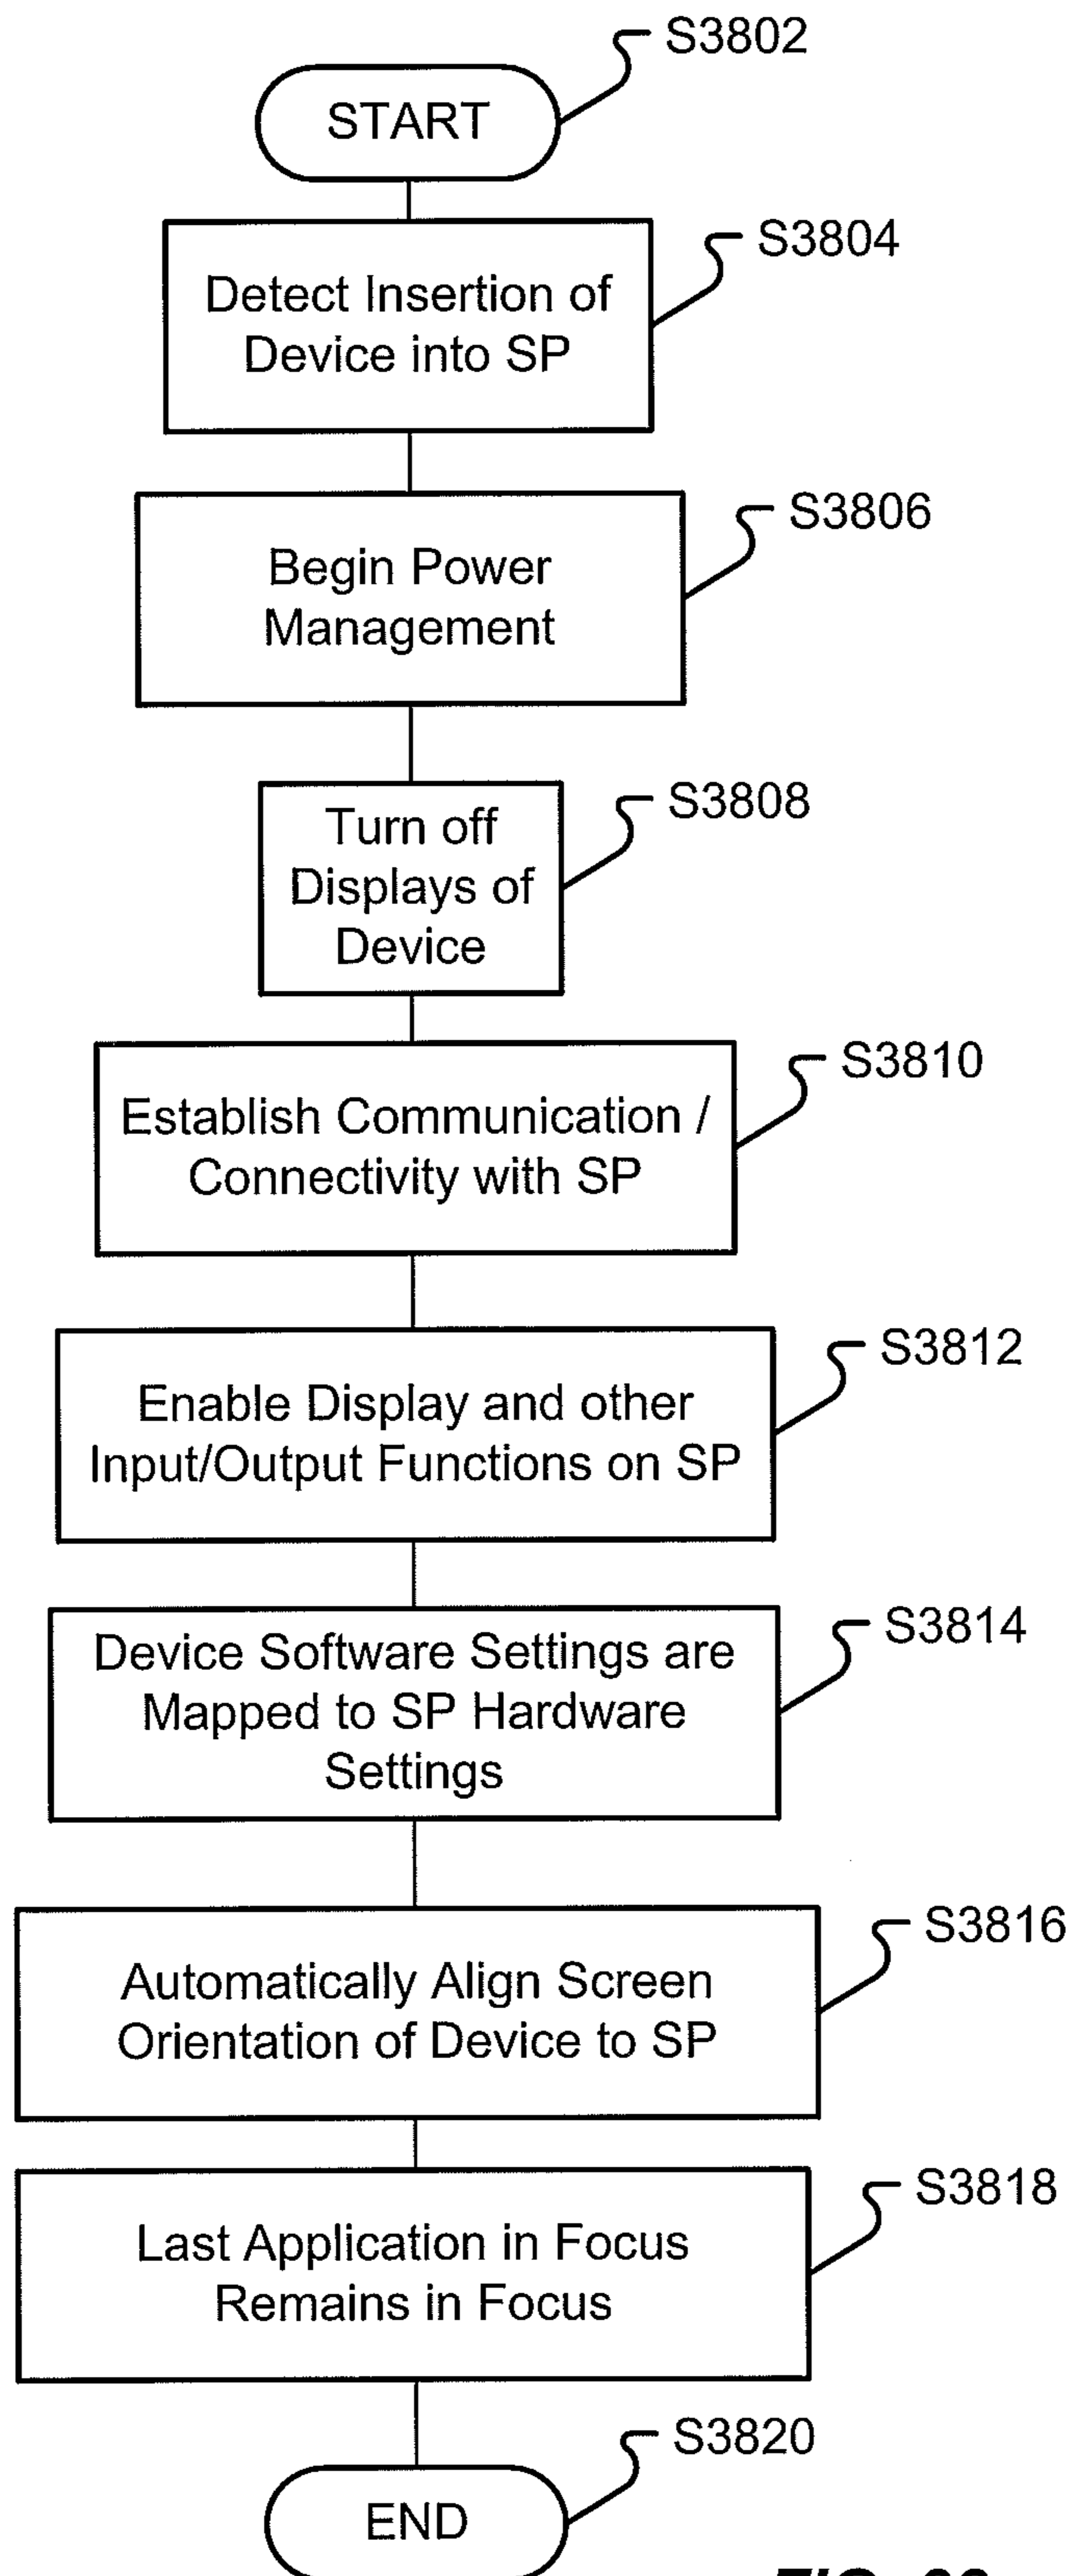 S3802
START
S3804
Detect Insertion of
Device into SP
S3806
Begin Power
Management
S3808
Turn off
Displays of
Device
S3810
Establish Communication /
Connectivity with SP
S3812
Enable Display and other
Input/Output Functions on SP
S3814
Device Software Settings are
Mapped to SP Hardware
Settings
S3816
Automatically Align Screen
Orientation of Device to SP
S3818
Last Application in Focus
Remains in Focus
S3820
END